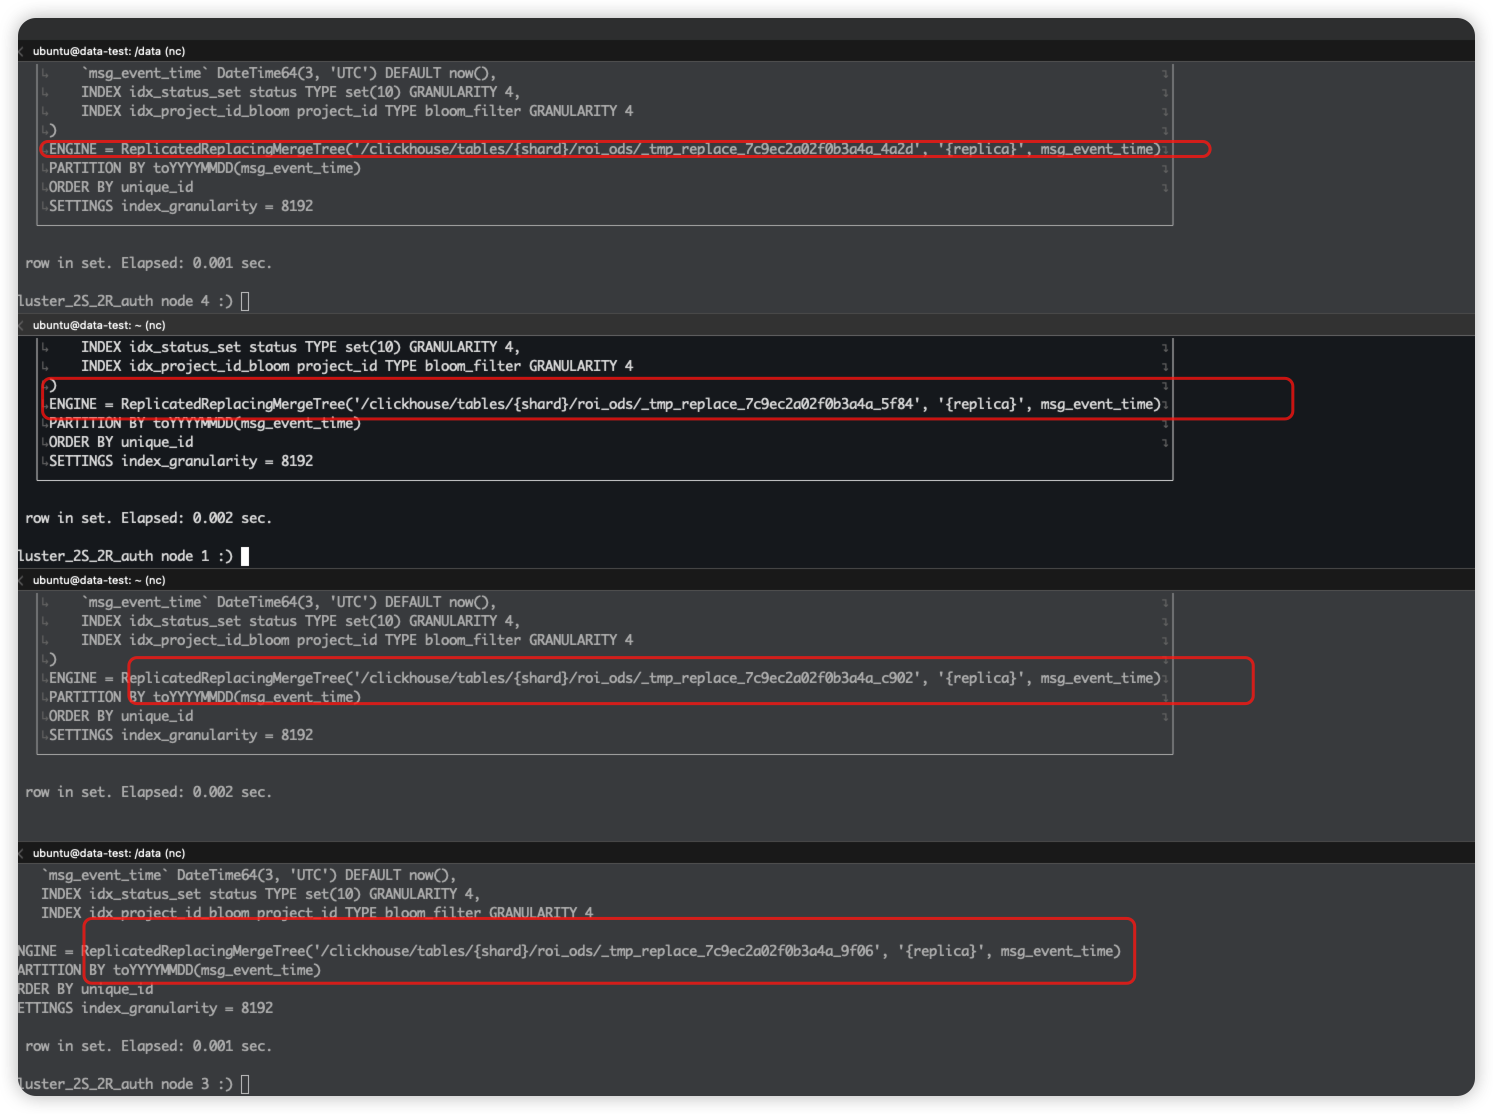 ubuntu@data-test: /data (nc)
`msg_event_time` DateTime64(3, 'UTC') DEFAULT now(),
INDEX idx_status_set status TYPE set(10) GRANULARITY 4,
INDEX idx_project_id_bloom project_id TYPE bloom_filter GRANULARITY 4
)
ENGINE = ReplicatedReplacingMergeTree('/clickhouse/tables/{shard}/roi_ods/_tmp_replace_7c9ec2a02f0b3a4a_4a2d', '{replica}', msg_event_time)
PARTITION BY toYYYYMMDD(msg_event_time)
ORDER BY unique_id
SETTINGS index_granularity = 8192
row in set. Elapsed: 0.001 sec.
luster_2S_2R_auth node 4 :)
ubuntu@data-test: ~ (nc)
INDEX idx_status_set status TYPE set(10) GRANULARITY 4,
INDEX idx_project_id_bloom project_id TYPE bloom_filter GRANULARITY 4
)
ENGINE = ReplicatedReplacingMergeTree('/clickhouse/tables/{shard}/roi_ods/_tmp_replace_7c9ec2a02f0b3a4a_5f84', '{replica}', msg_event_time)
PARTITION BY toYYYYMMDD(msg_event_time)
ORDER BY unique_id
SETTINGS index_granularity = 8192
row in set. Elapsed: 0.002 sec.
luster_2S_2R_auth node 1 :)
ubuntu@data-test: ~ (nc)
`msg_event_time` DateTime64(3, 'UTC') DEFAULT now(),
INDEX idx_status_set status TYPE set(10) GRANULARITY 4,
INDEX idx_project_id_bloom project_id TYPE bloom_filter GRANULARITY 4
)
ENGINE = ReplicatedReplacingMergeTree('/clickhouse/tables/{shard}/roi_ods/_tmp_replace_7c9ec2a02f0b3a4a_c902', '{replica}', msg_event_time)
PARTITION BY toYYYYMMDD(msg_event_time)
ORDER BY unique_id
SETTINGS index_granularity = 8192
row in set. Elapsed: 0.002 sec.
ubuntu@data-test: /data (nc)
`msg_event_time` DateTime64(3, 'UTC') DEFAULT now(),
INDEX idx_status_set status TYPE set(10) GRANULARITY 4,
INDEX idx_project_id_bloom project_id TYPE bloom_filter GRANULARITY 4
NGINE = ReplicatedReplacingMergeTree('/clickhouse/tables/{shard}/roi_ods/_tmp_replace_7c9ec2a02f0b3a4a_9f06', '{replica}', msg_event_time)
ARTITION BY toYYYYMMDD(msg_event_time)
RDER BY unique_id
ETTINGS index_granularity = 8192
row in set. Elapsed: 0.001 sec.
luster_2S_2R_auth node 3 :)